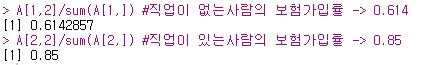 > A[1,2]/sum(A[1,]) #직업이 없는사람의 보험가입률 -> 0.614
[1] 0.6142857
> A[2,2]/sum(A[2,]) #직업이 있는사람의 보험가입률 -> 0.85
[1] 0.85